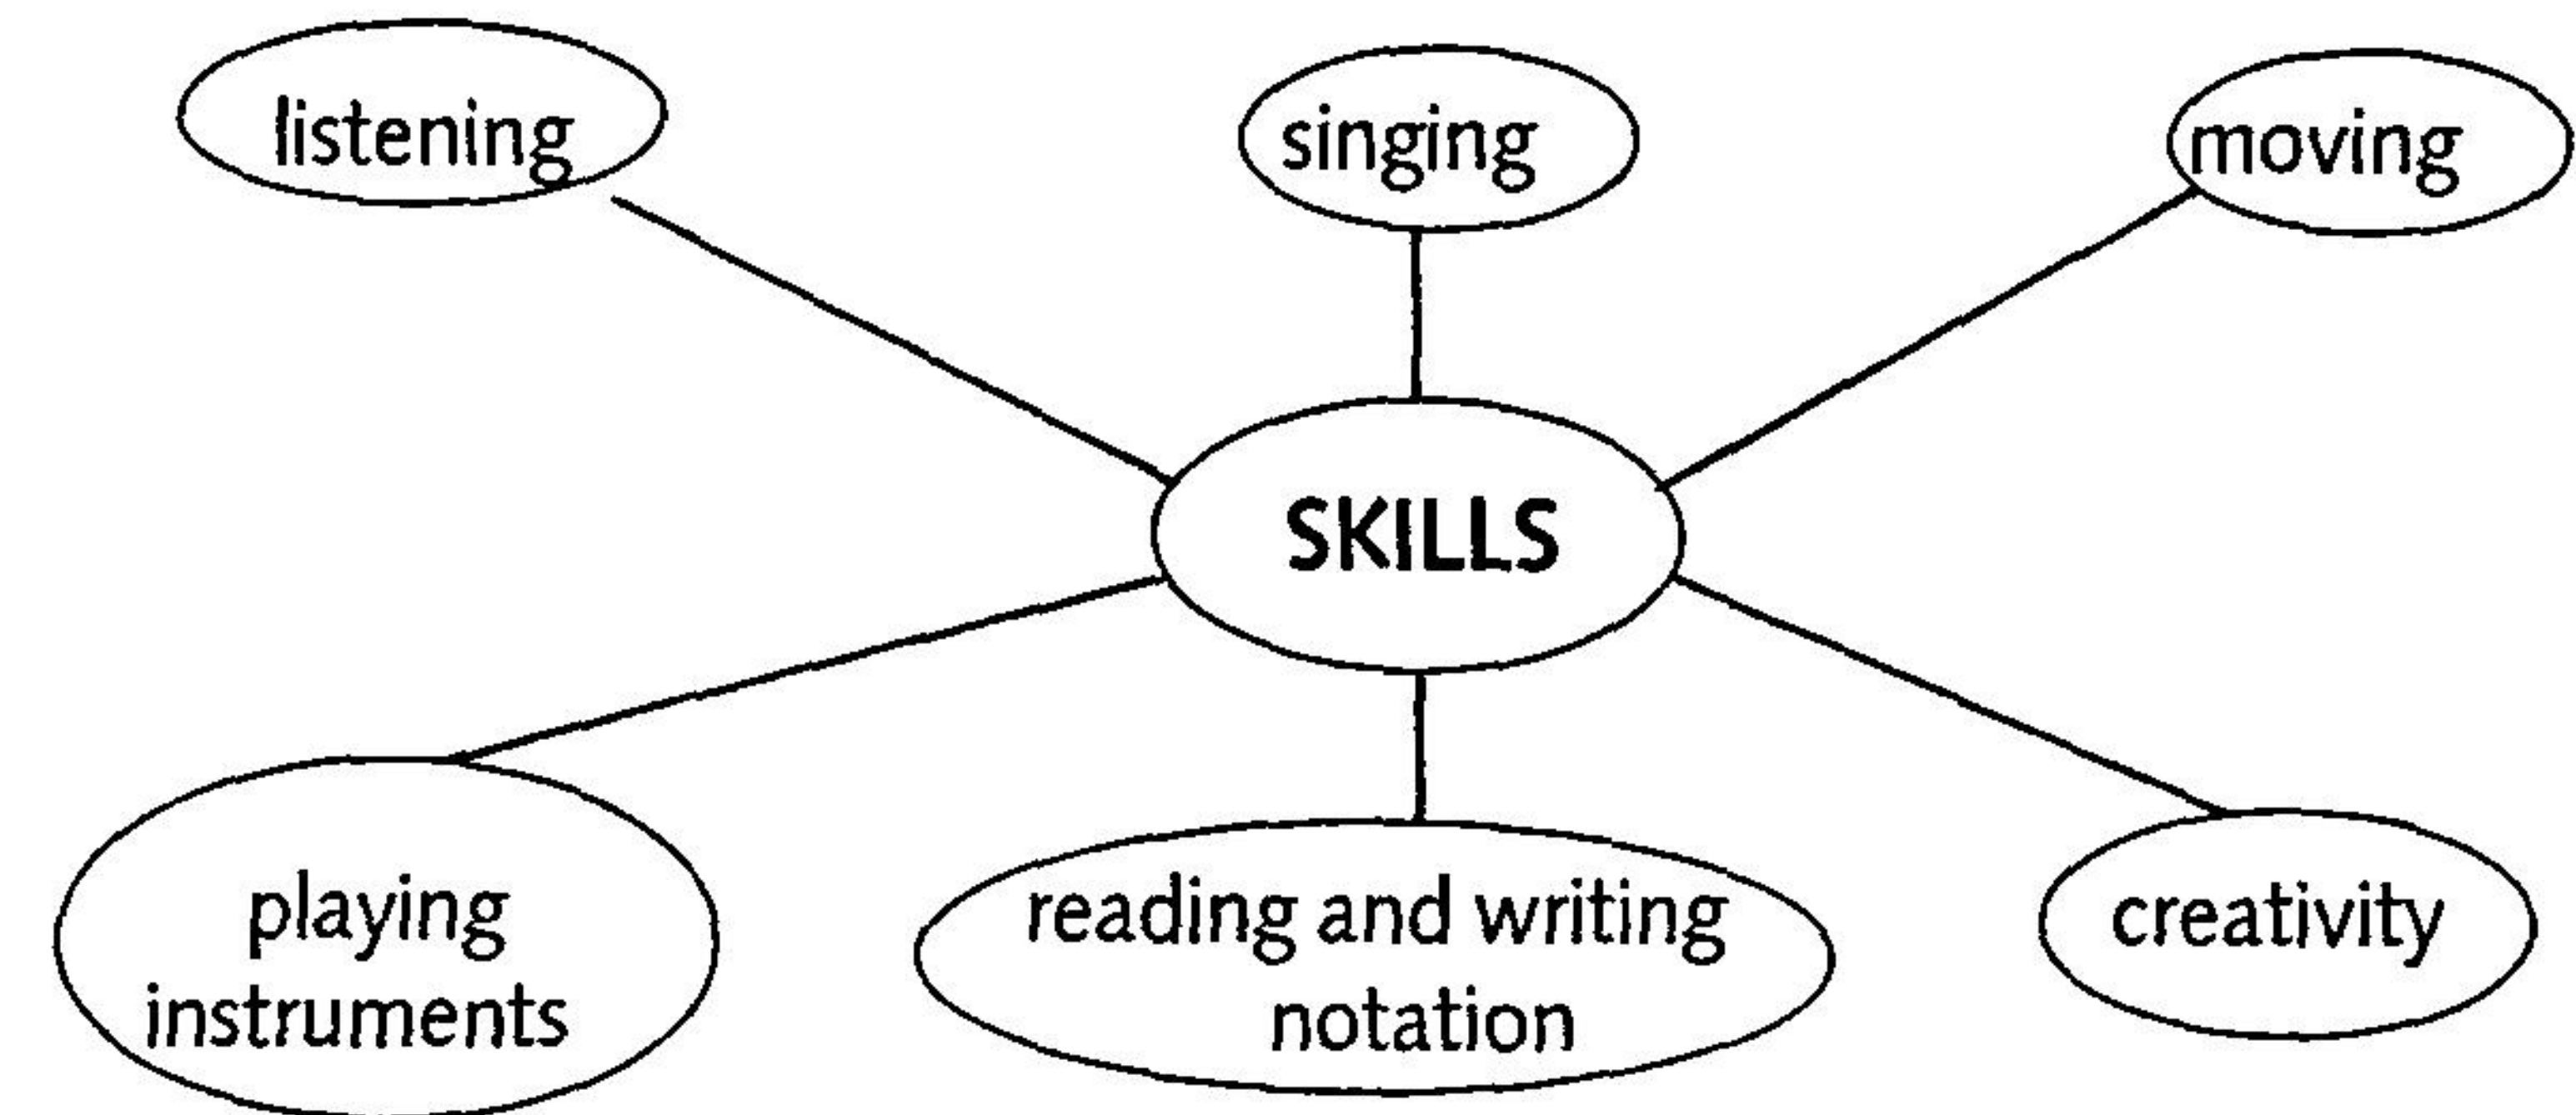 listening
singing
moving
SKILLS
playing
instruments
reading and writing
notation
creativity